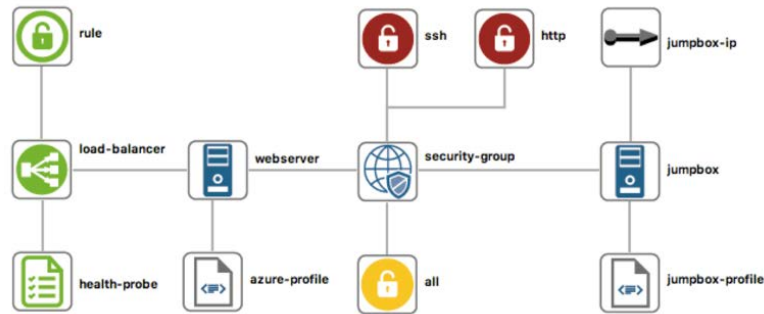 rule
ssh
http
jumpbox-ip
load-balancer
webserver
security-group
jumpbox
health-probe
azure-profile
all
jumpbox-profile